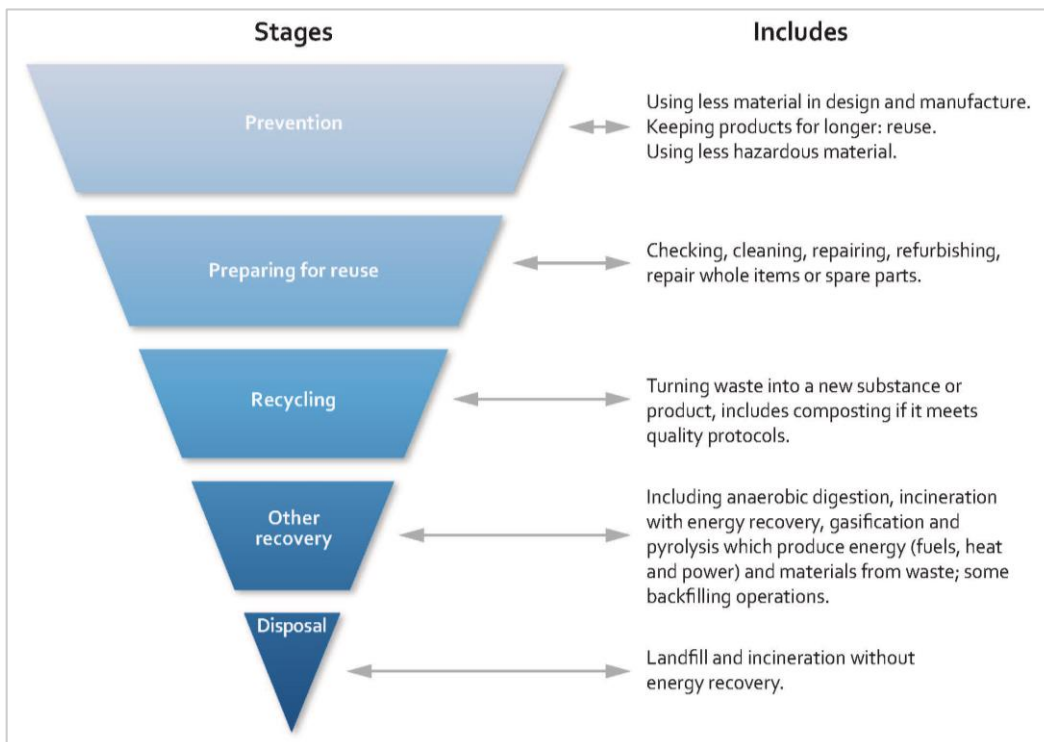 Stages
Includes
Prevention
Using less material in design and manufacture.
Keeping products for longer: reuse.
Using less hazardous material.
Preparing for reuse
Checking, cleaning, repairing, refurbishing,
repair whole items or spare parts.
Recycling
Turning waste into a new substance or
product, includes composting if it meets
quality protocols.
Other
recovery
Including anaerobic digestion, incineration
with energy recovery, gasification and
pyrolysis which produce energy (fuels, heat
and power) and materials from waste; some
backfilling operations.
Disposal
Landfill and incineration without
energy recovery.